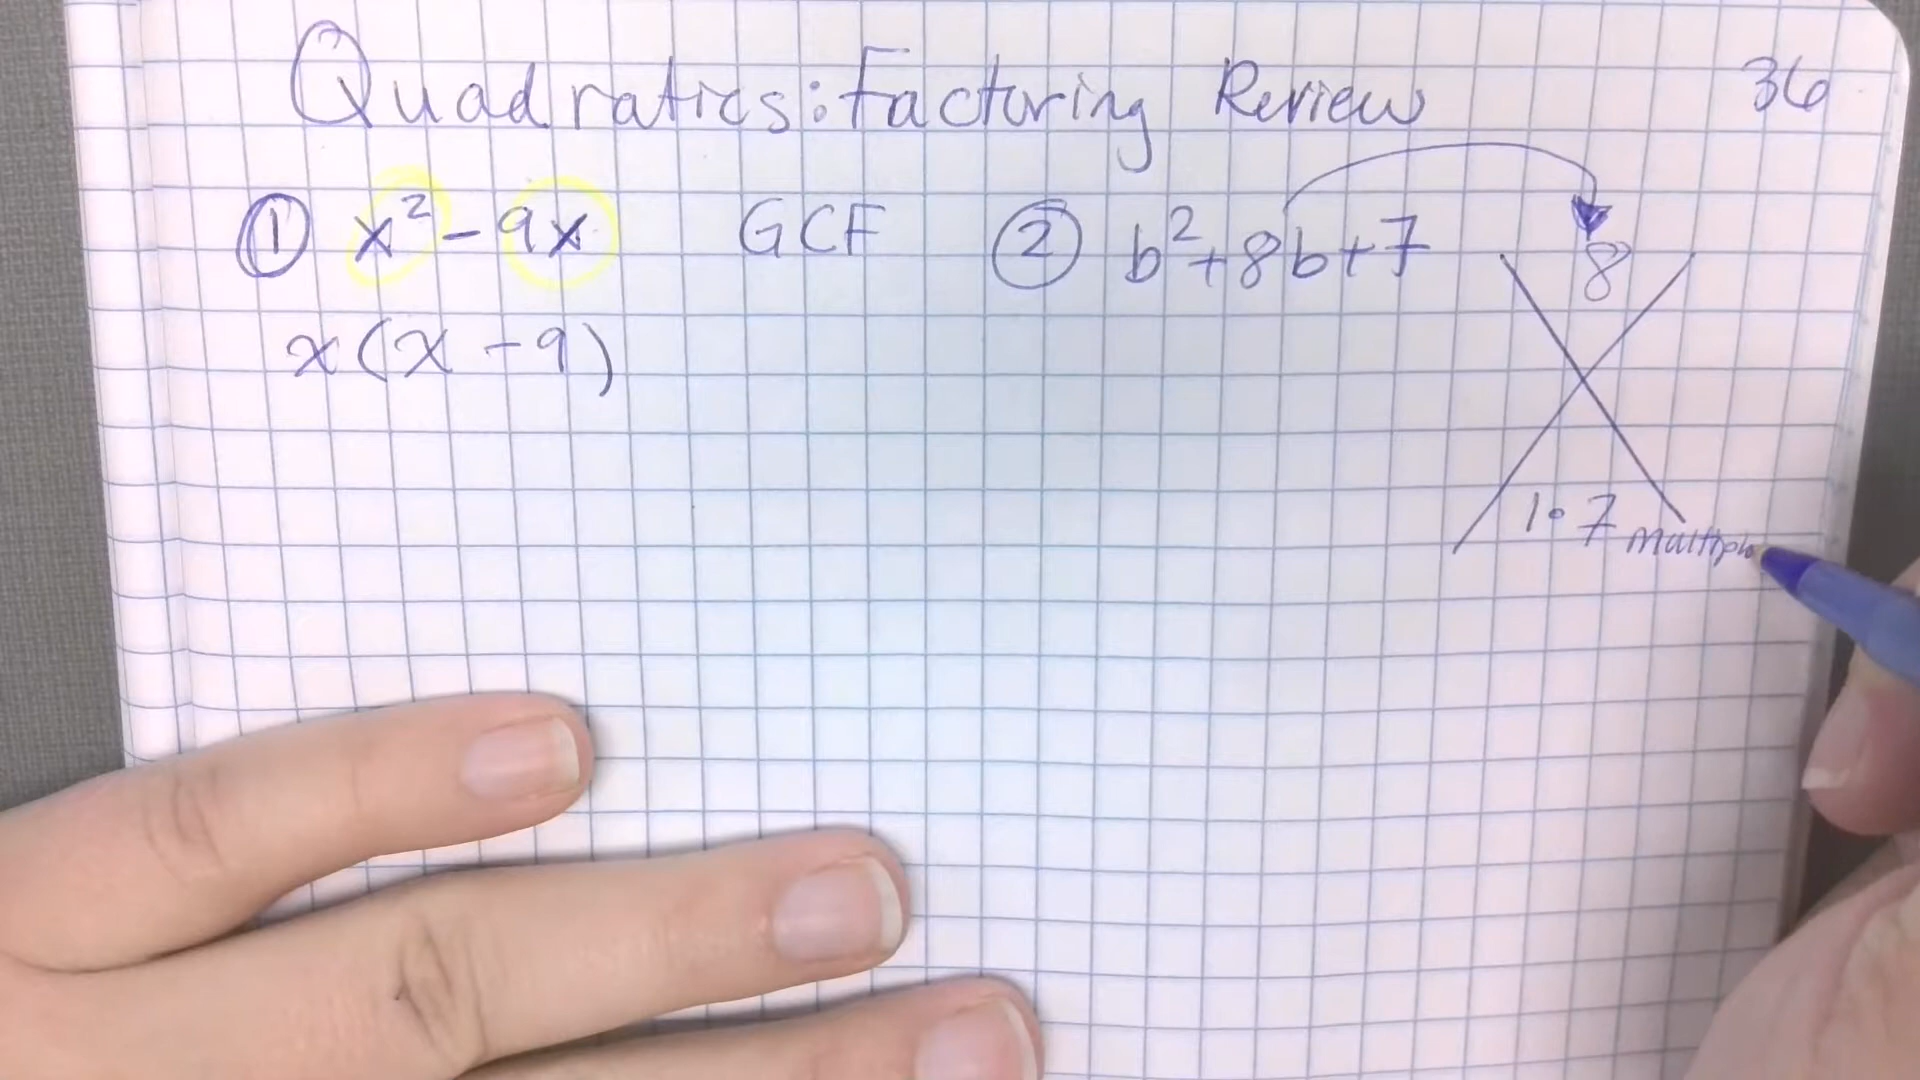 Quadratics: Factoring Review 36
① x² - 9x GCF
x(x - 9)
② b² + 8b + 7
8
1 • 7